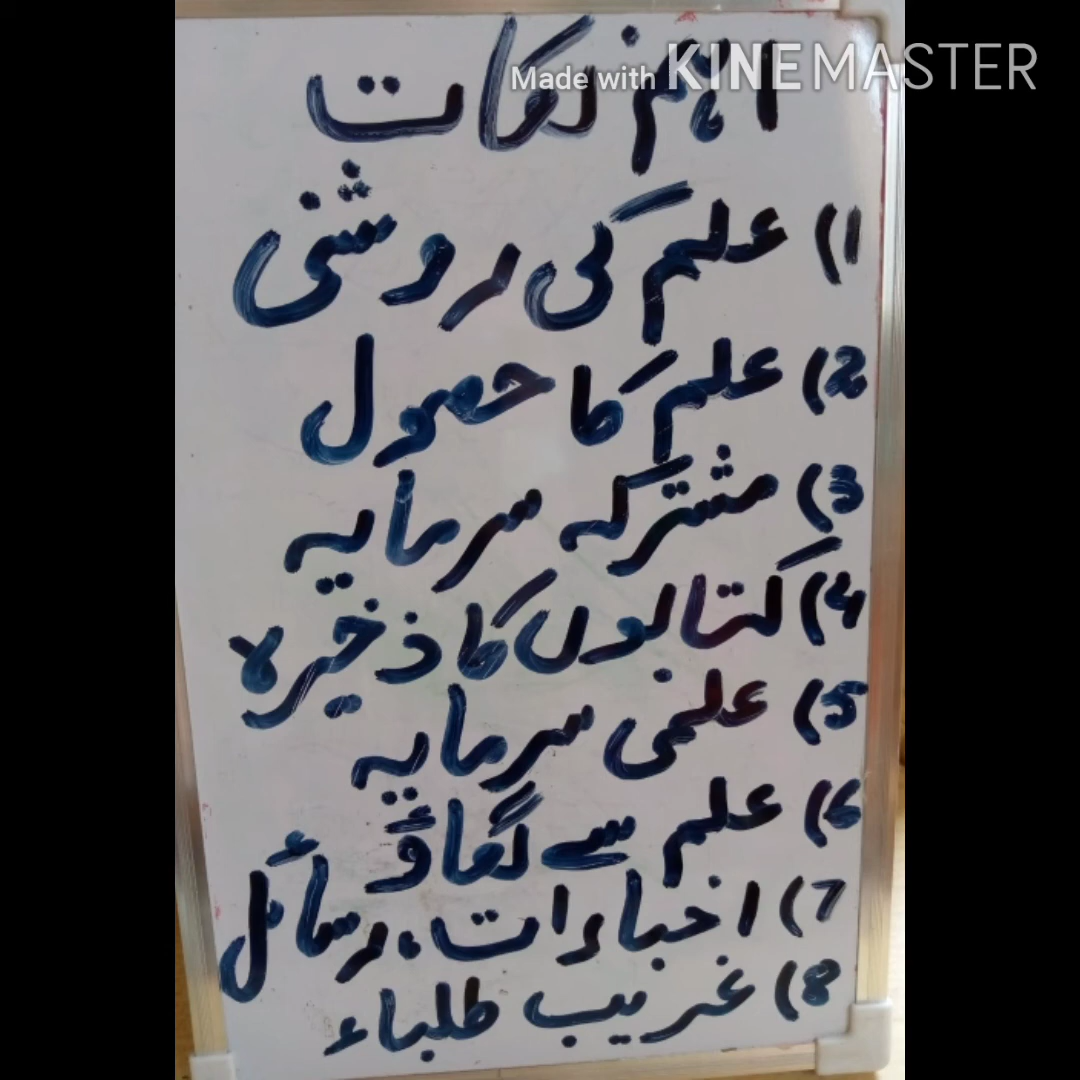 Made with KINEMASTER
اہم نکات
1) علم کی روشنی
2) علم کا حصول
3) مشترکہ سرمایہ
4) کتابوں کا ذخیرہ
5) علمی سرمایہ
6) علم سے لگاؤ
7) اخبارات، رسائل
8) غریب طلباء